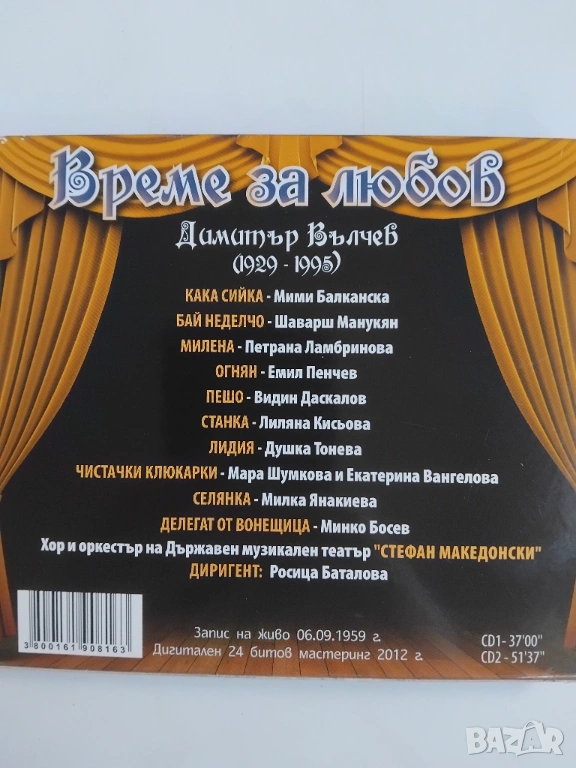 Време за любов
Димитър Вълчев
(1929 - 1995)
КАКА СИЙКА - Мими Балканска
БАЙ НЕДЕЛЧО - Шаварш Манукян
МИЛЕНА - Петрана Ламбринова
ОГНЯН - Емил Пенчев
ПЕШО - Видин Даскалов
СТАНКА - Лиляна Кисьова
ЛИДИЯ - Душка Тонева
ЧИСТАЧКИ КЛЮКАРКИ - Мара Шумкова и Екатерина Вангелова
СЕЛЯНКА - Милка Янакиева
ДЕЛЕГАТ ОТ ВОНЕЩИЦА - Минко Босев
Хор и оркестър на Държавен музикален театър "СТЕФАН МАКЕДОНСКИ"
ДИРИГЕНТ: Росица Баталова
3800161908163
Запис на живо 06.09.1959 г.
Дигитален 24 битов мастеринг 2012 г.
CD1- 37'00"
CD2 - 51'37"
BAZAR